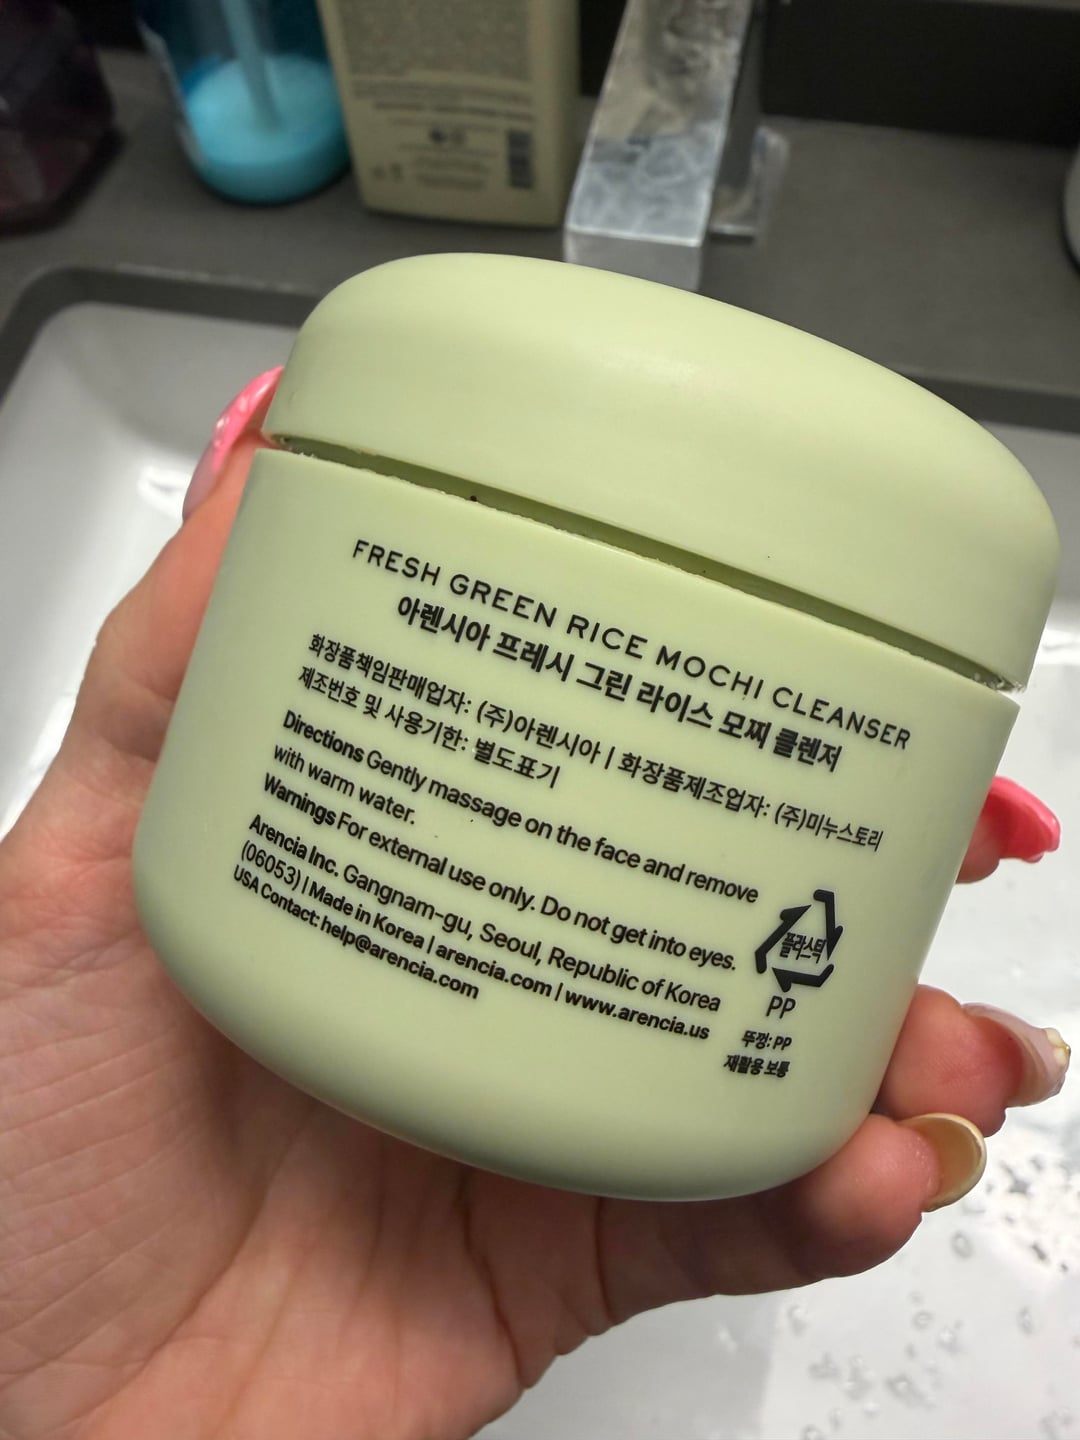 FRESH GREEN RICE MOCHI CLEANSER
아렌시아 프레시 그린 라이스 모찌 클렌저
화장품책임판매업자: (주)아렌시아 | 화장품제조업자: (주)미누스토리
제조번호 및 사용기한: 별도표기
Directions Gently massage on the face and remove
with warm water.
Warnings For external use only. Do not get into eyes.
Arencia Inc. Gangnam-gu, Seoul, Republic of Korea
(06053) | Made in Korea | arencia.com | www.arencia.us
USA Contact: help@arencia.com
플라스틱
PP
뚜껑: PP
재활용 보통